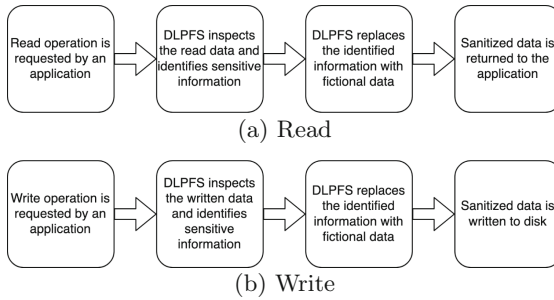 Read operation is
requested by an
application
DLPFS inspects
the read data and
identifies sensitive
information
DLPFS replaces
the identified
information with
fictional data
Sanitized data is
returned to the
application
(a) Read
Write operation is
requested by an
application
DLPFS inspects
the written data
and identifies
sensitive
information
DLPFS replaces
the identified
information with
fictional data
Sanitized data is
written to disk
(b) Write